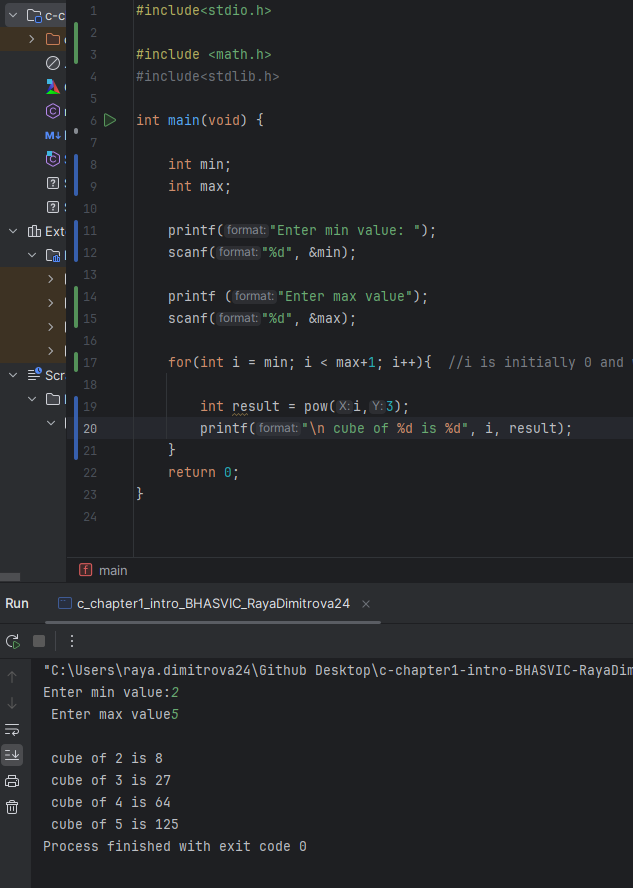 c-c
1 #include<stdio.h>
2
3 #include <math.h>
4 #include<stdlib.h>
5
6 int main(void) {
7
8 int min;
9 int max;
10
11 printf(format:"Enter min value: ");
12 scanf(format:"%d", &min);
13
14 printf (format:"Enter max value");
15 scanf(format:"%d", &max);
16
17 for(int i = min; i < max+1; i++){ //i is initially 0 and
18
19 int result = pow(X:i,Y:3);
20 printf(format:"\n cube of %d is %d", i, result);
21 }
22 return 0;
23 }
24
M↓
Exte
Scra
f main
Run c_chapter1_intro_BHASVIC_RayaDimitrova24
"C:\Users\raya.dimitrova24\Github Desktop\c-chapter1-intro-BHASVIC-RayaDim
Enter min value:2
Enter max value5
cube of 2 is 8
cube of 3 is 27
cube of 4 is 64
cube of 5 is 125
Process finished with exit code 0